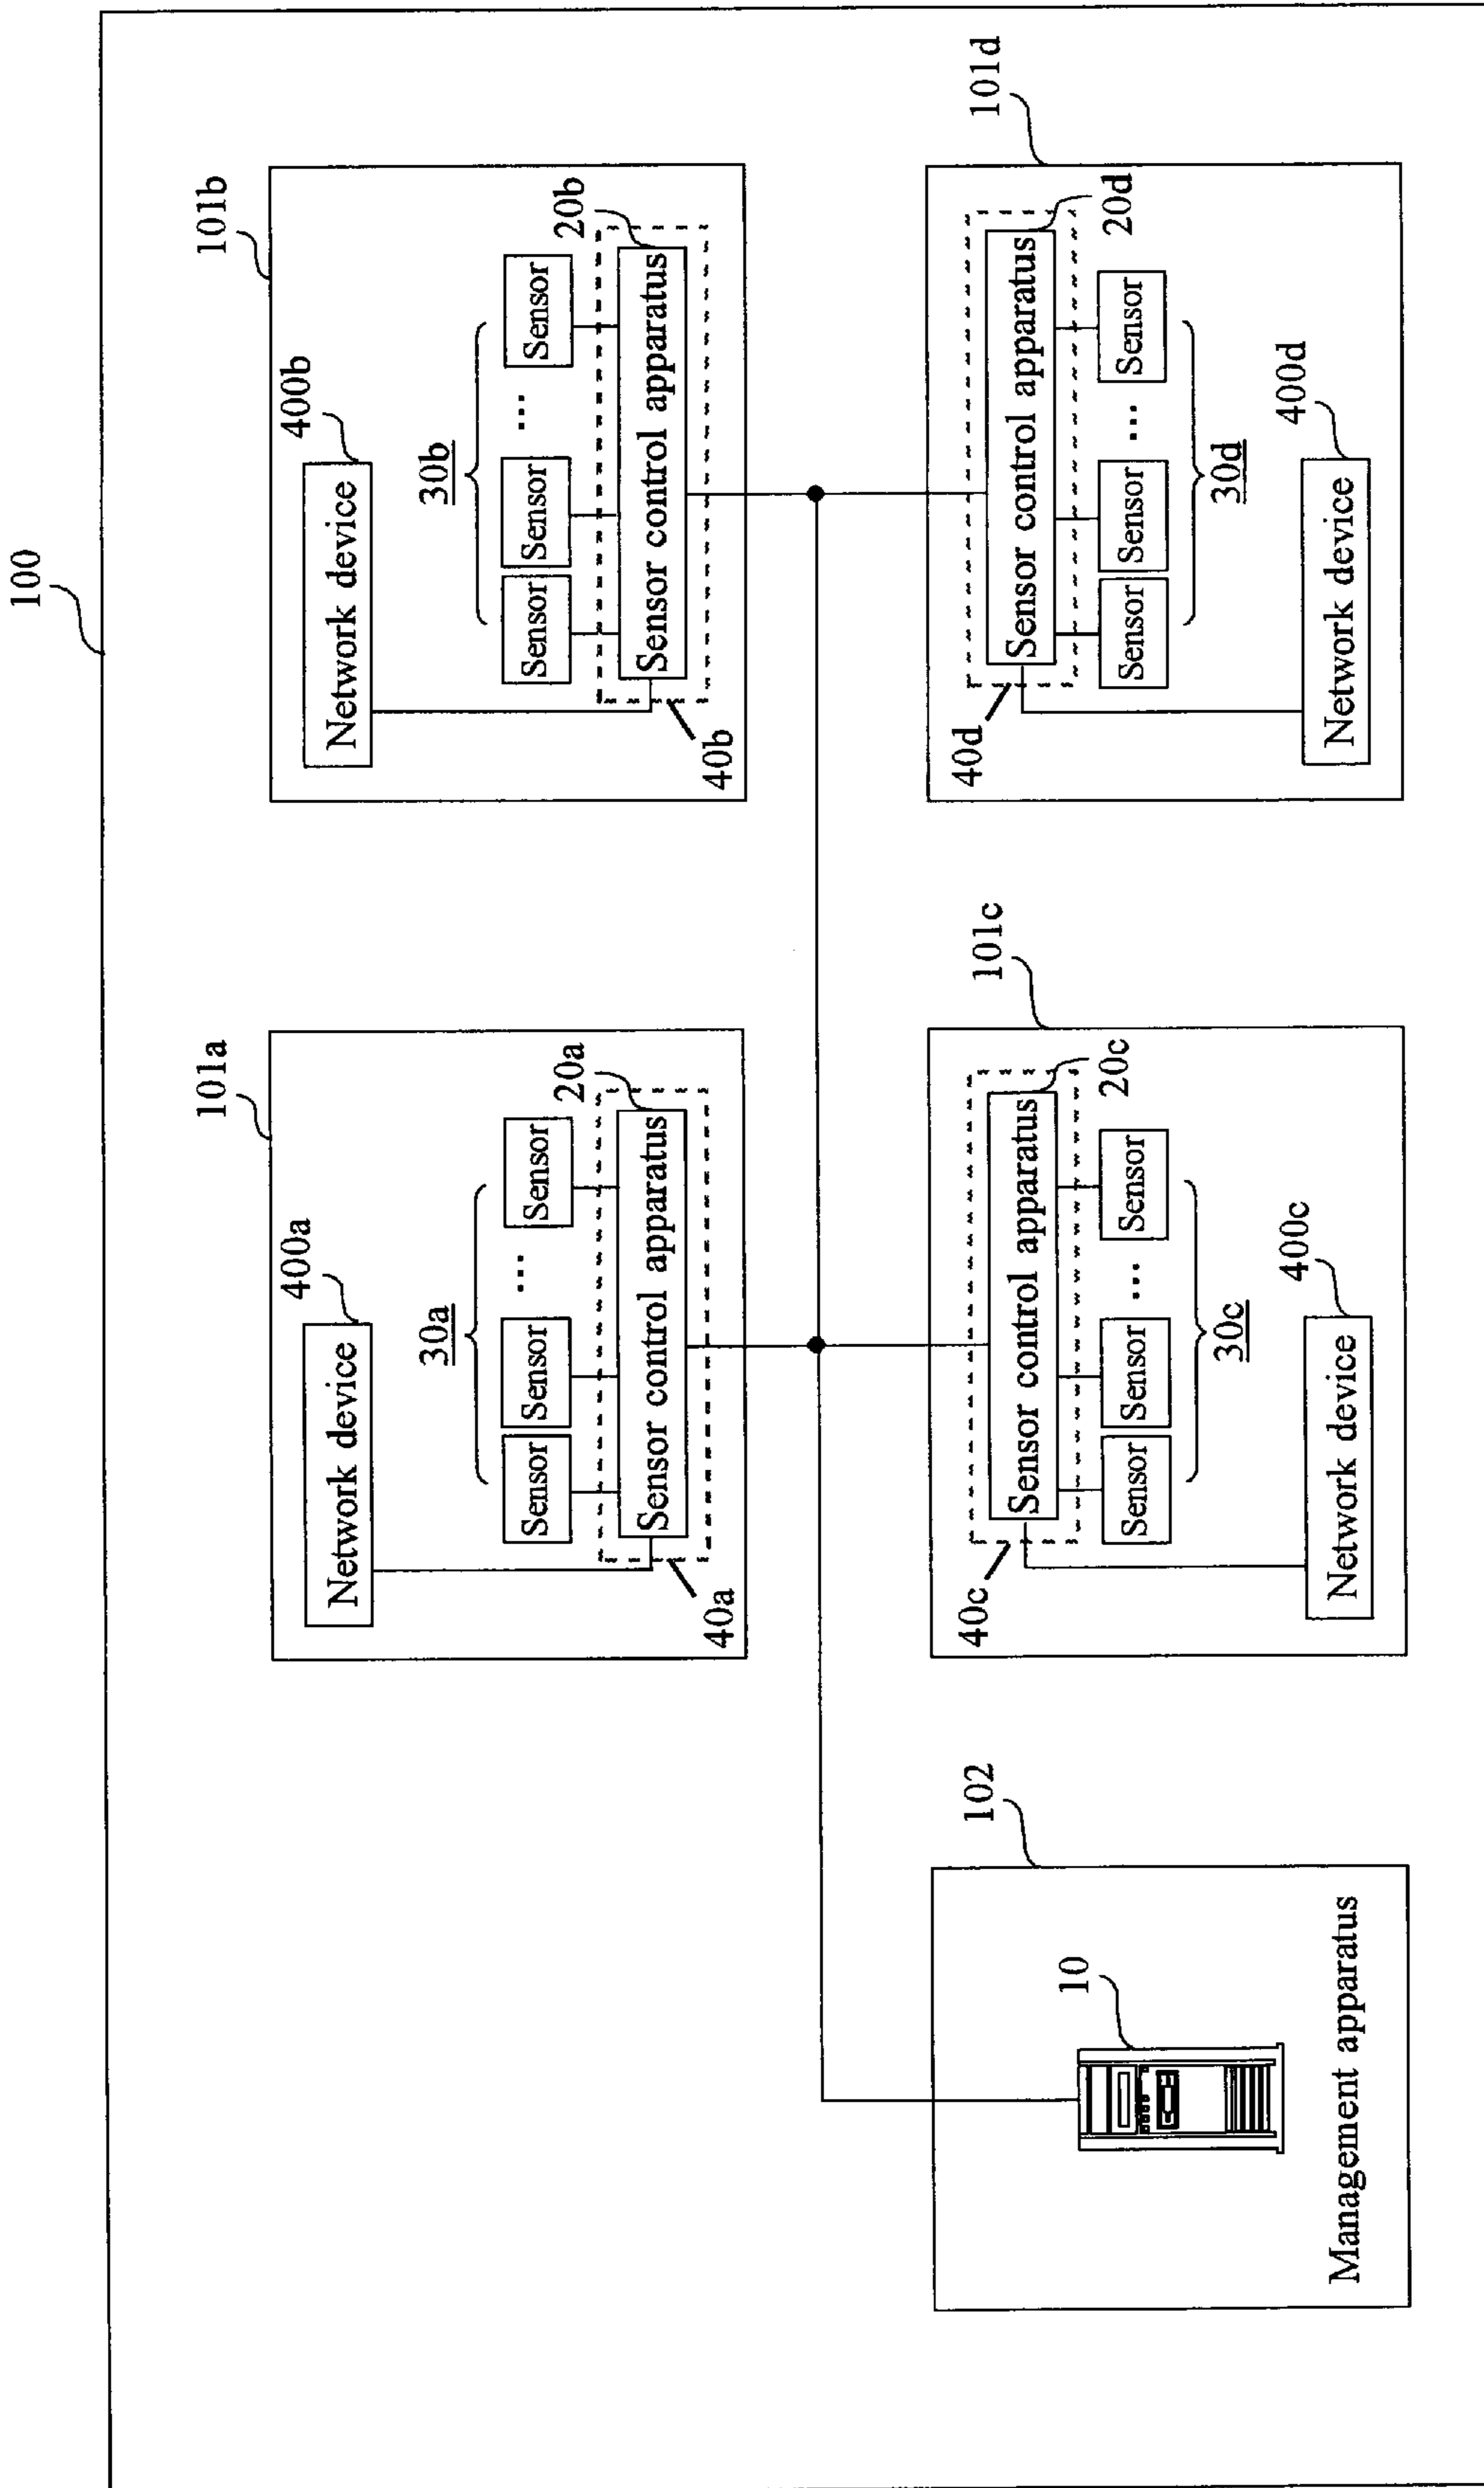 100
101a
400a
Network device
30a
Sensor
Sensor
...
Sensor
20a
Sensor control apparatus
40a
101b
400b
Network device
30b
Sensor
Sensor
...
Sensor
20b
Sensor control apparatus
40b
102
10
Management apparatus
101c
40c
Sensor control apparatus
20c
Sensor
Sensor
...
Sensor
30c
400c
Network device
101d
40d
Sensor control apparatus
20d
Sensor
Sensor
...
Sensor
30d
400d
Network device